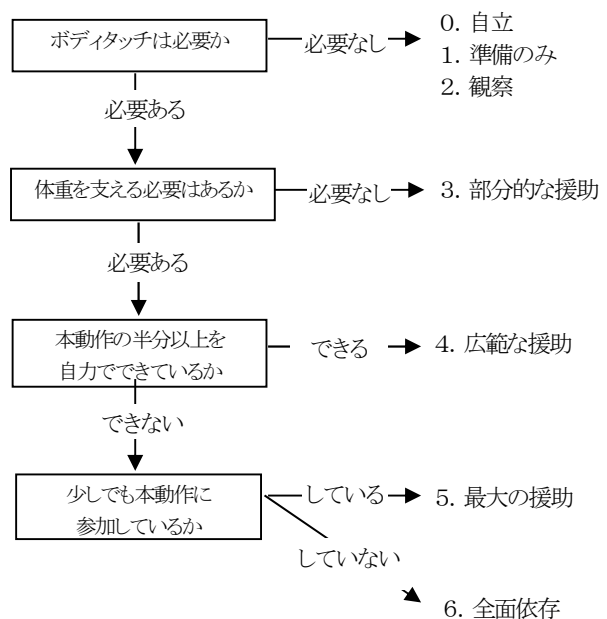 ボディタッチは必要か
必要なし
0. 自立
1. 準備のみ
2. 観察
必要ある
体重を支える必要はあるか
必要なし
3. 部分的な援助
必要ある
本動作の半分以上を
自力でできているか
できる
4. 広範な援助
できない
少しでも本動作に
参加しているか
している
5. 最大の援助
していない
6. 全面依存